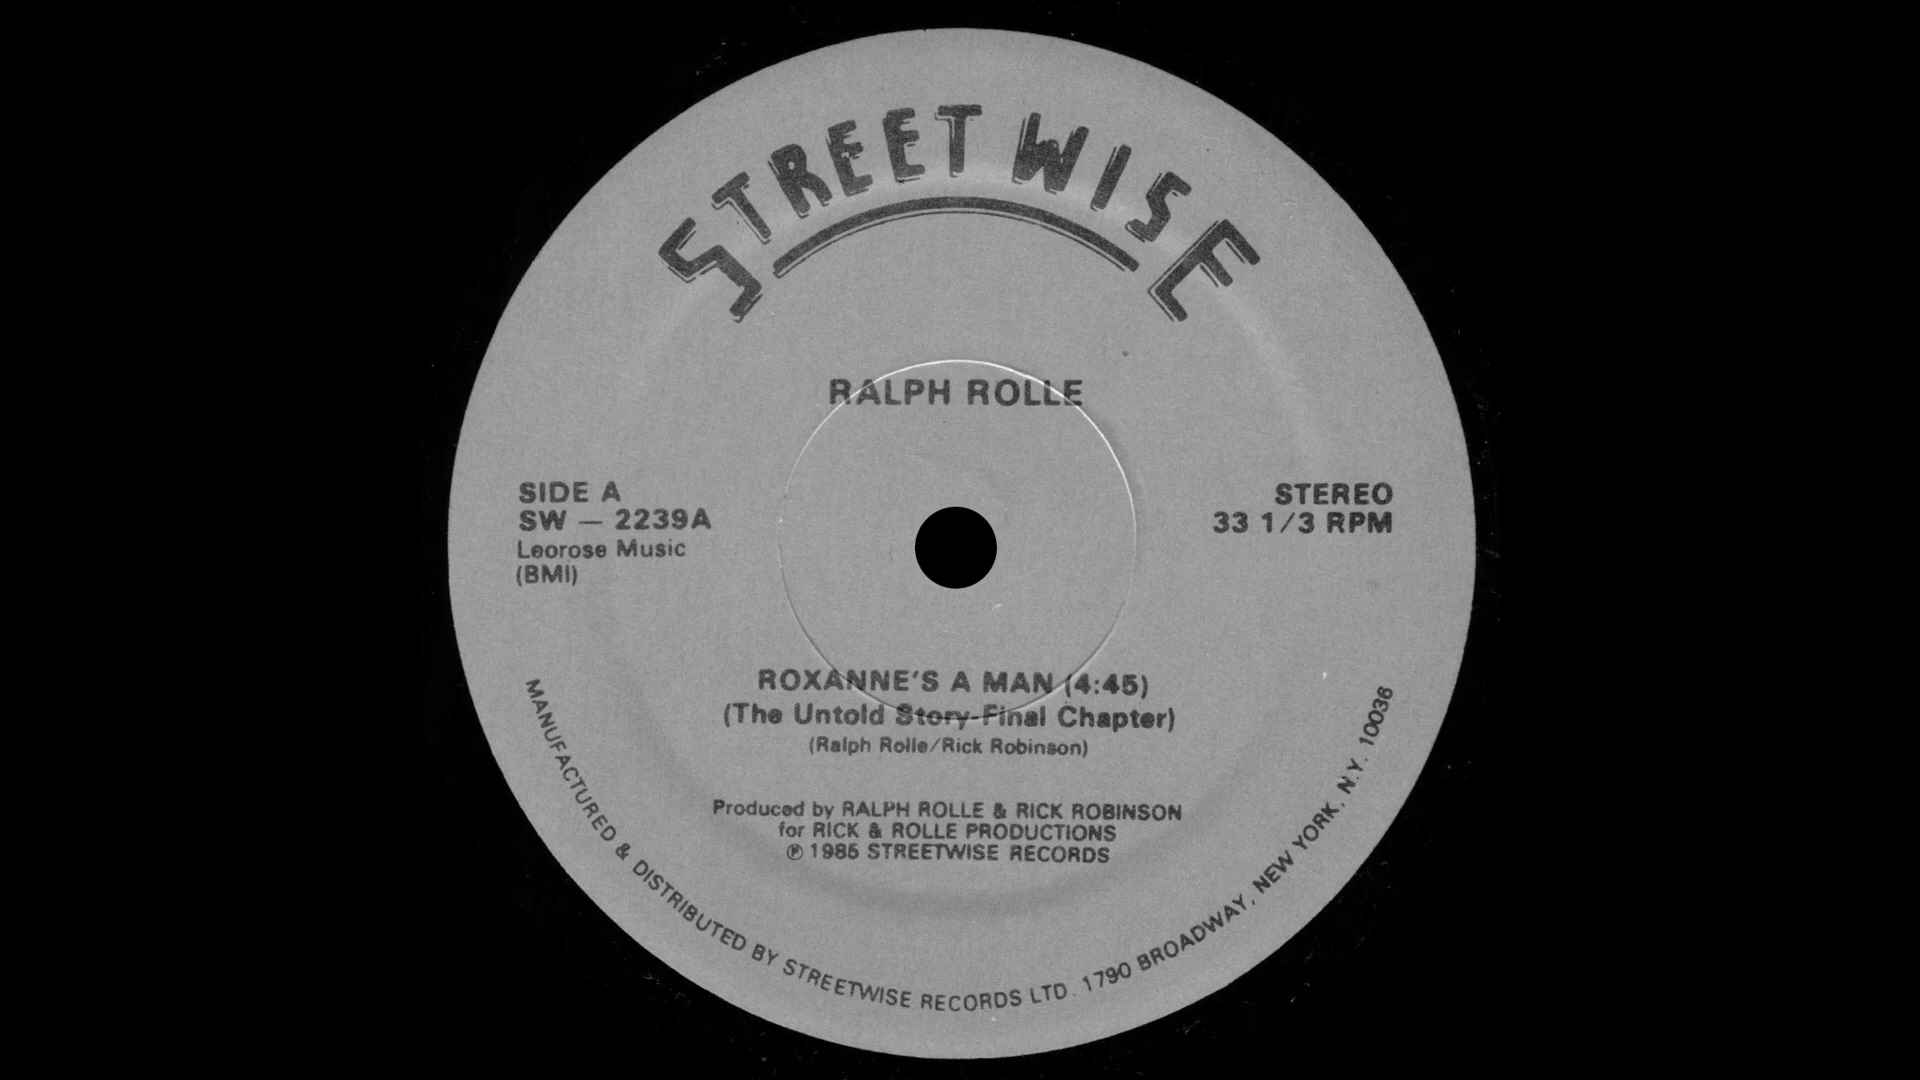 STREETWISE
RALPH ROLLE
SIDE A
SW — 2239A
Leorose Music
(BMI)
STEREO
33 1/3 RPM
ROXANNE'S A MAN (4:45)
(The Untold Story-Final Chapter)
(Ralph Rolle/Rick Robinson)
Produced by RALPH ROLLE & RICK ROBINSON
for RICK & ROLLE PRODUCTIONS
℗ 1985 STREETWISE RECORDS
MANUFACTURED & DISTRIBUTED BY STREETWISE RECORDS LTD. 1790 BROADWAY, NEW YORK, N.Y. 10036